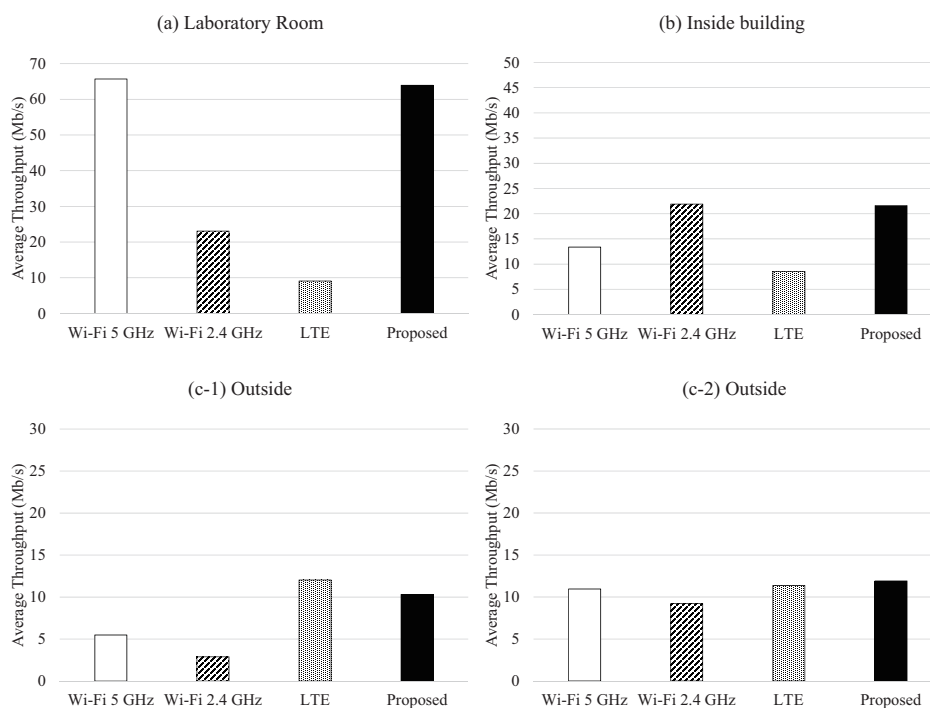 (a) Laboratory Room
Average Throughput (Mb/s)
70
60
50
40
30
20
10
0
Wi-Fi 5 GHz Wi-Fi 2.4 GHz LTE Proposed
(b) Inside building
Average Throughput (Mb/s)
50
45
40
35
30
25
20
15
10
5
0
Wi-Fi 5 GHz Wi-Fi 2.4 GHz LTE Proposed
(c-1) Outside
Average Throughput (Mb/s)
30
25
20
15
10
5
0
Wi-Fi 5 GHz Wi-Fi 2.4 GHz LTE Proposed
(c-2) Outside
Average Throughput (Mb/s)
30
25
20
15
10
5
0
Wi-Fi 5 GHz Wi-Fi 2.4 GHz LTE Proposed